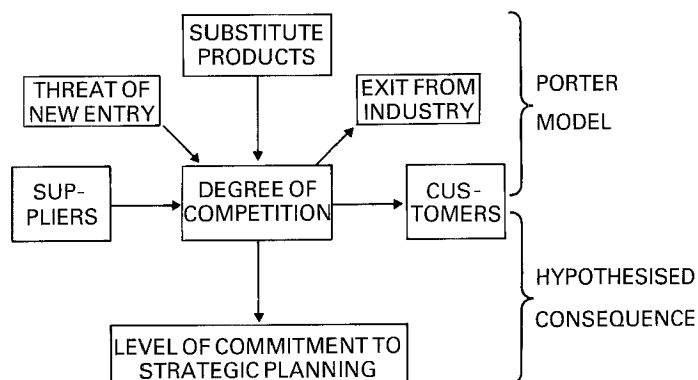 SUBSTITUTE
PRODUCTS
THREAT OF
NEW ENTRY
EXIT FROM
INDUSTRY
PORTER
MODEL
SUP-
PLIERS
DEGREE OF
COMPETITION
CUS-
TOMERS
HYPOTHESISED
CONSEQUENCE
LEVEL OF COMMITMENT TO
STRATEGIC PLANNING